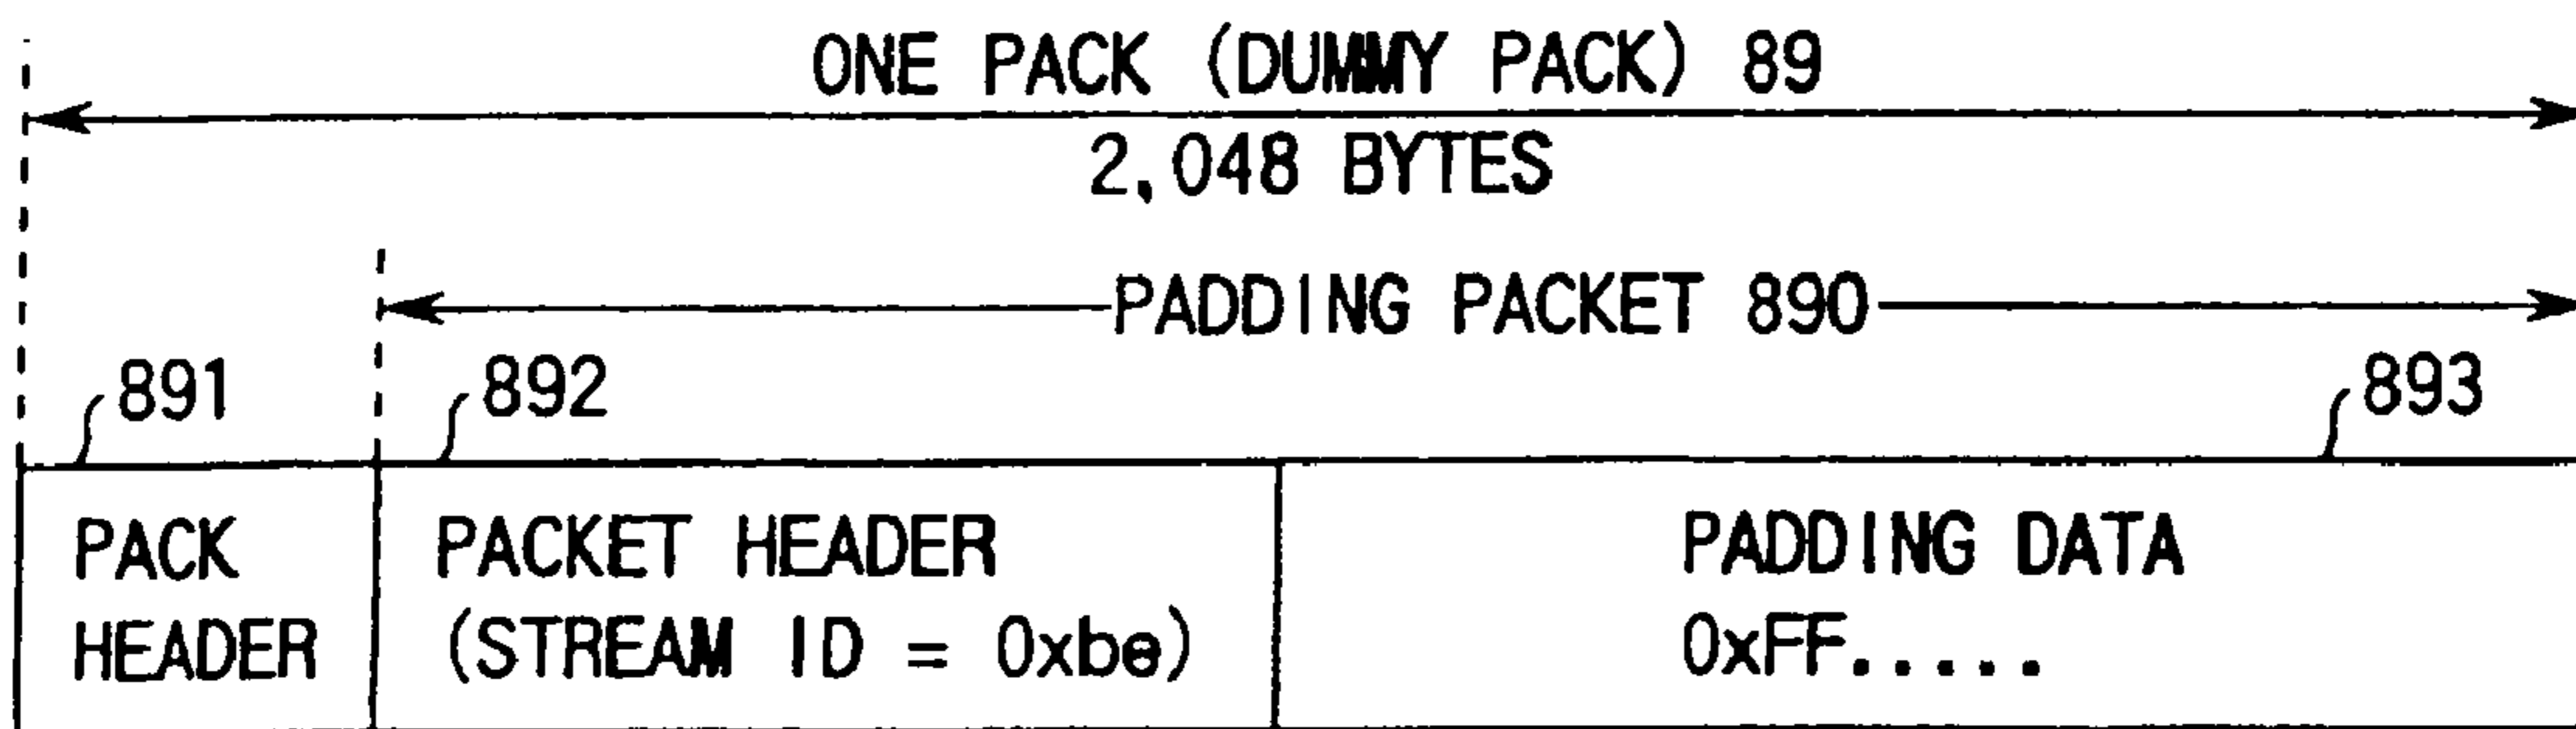 ONE PACK (DUMMY PACK) 89
2,048 BYTES
PADDING PACKET 890
891
892
893
PACK
HEADER
PACKET HEADER
(STREAM ID = 0xbe)
PADDING DATA
0xFF.....